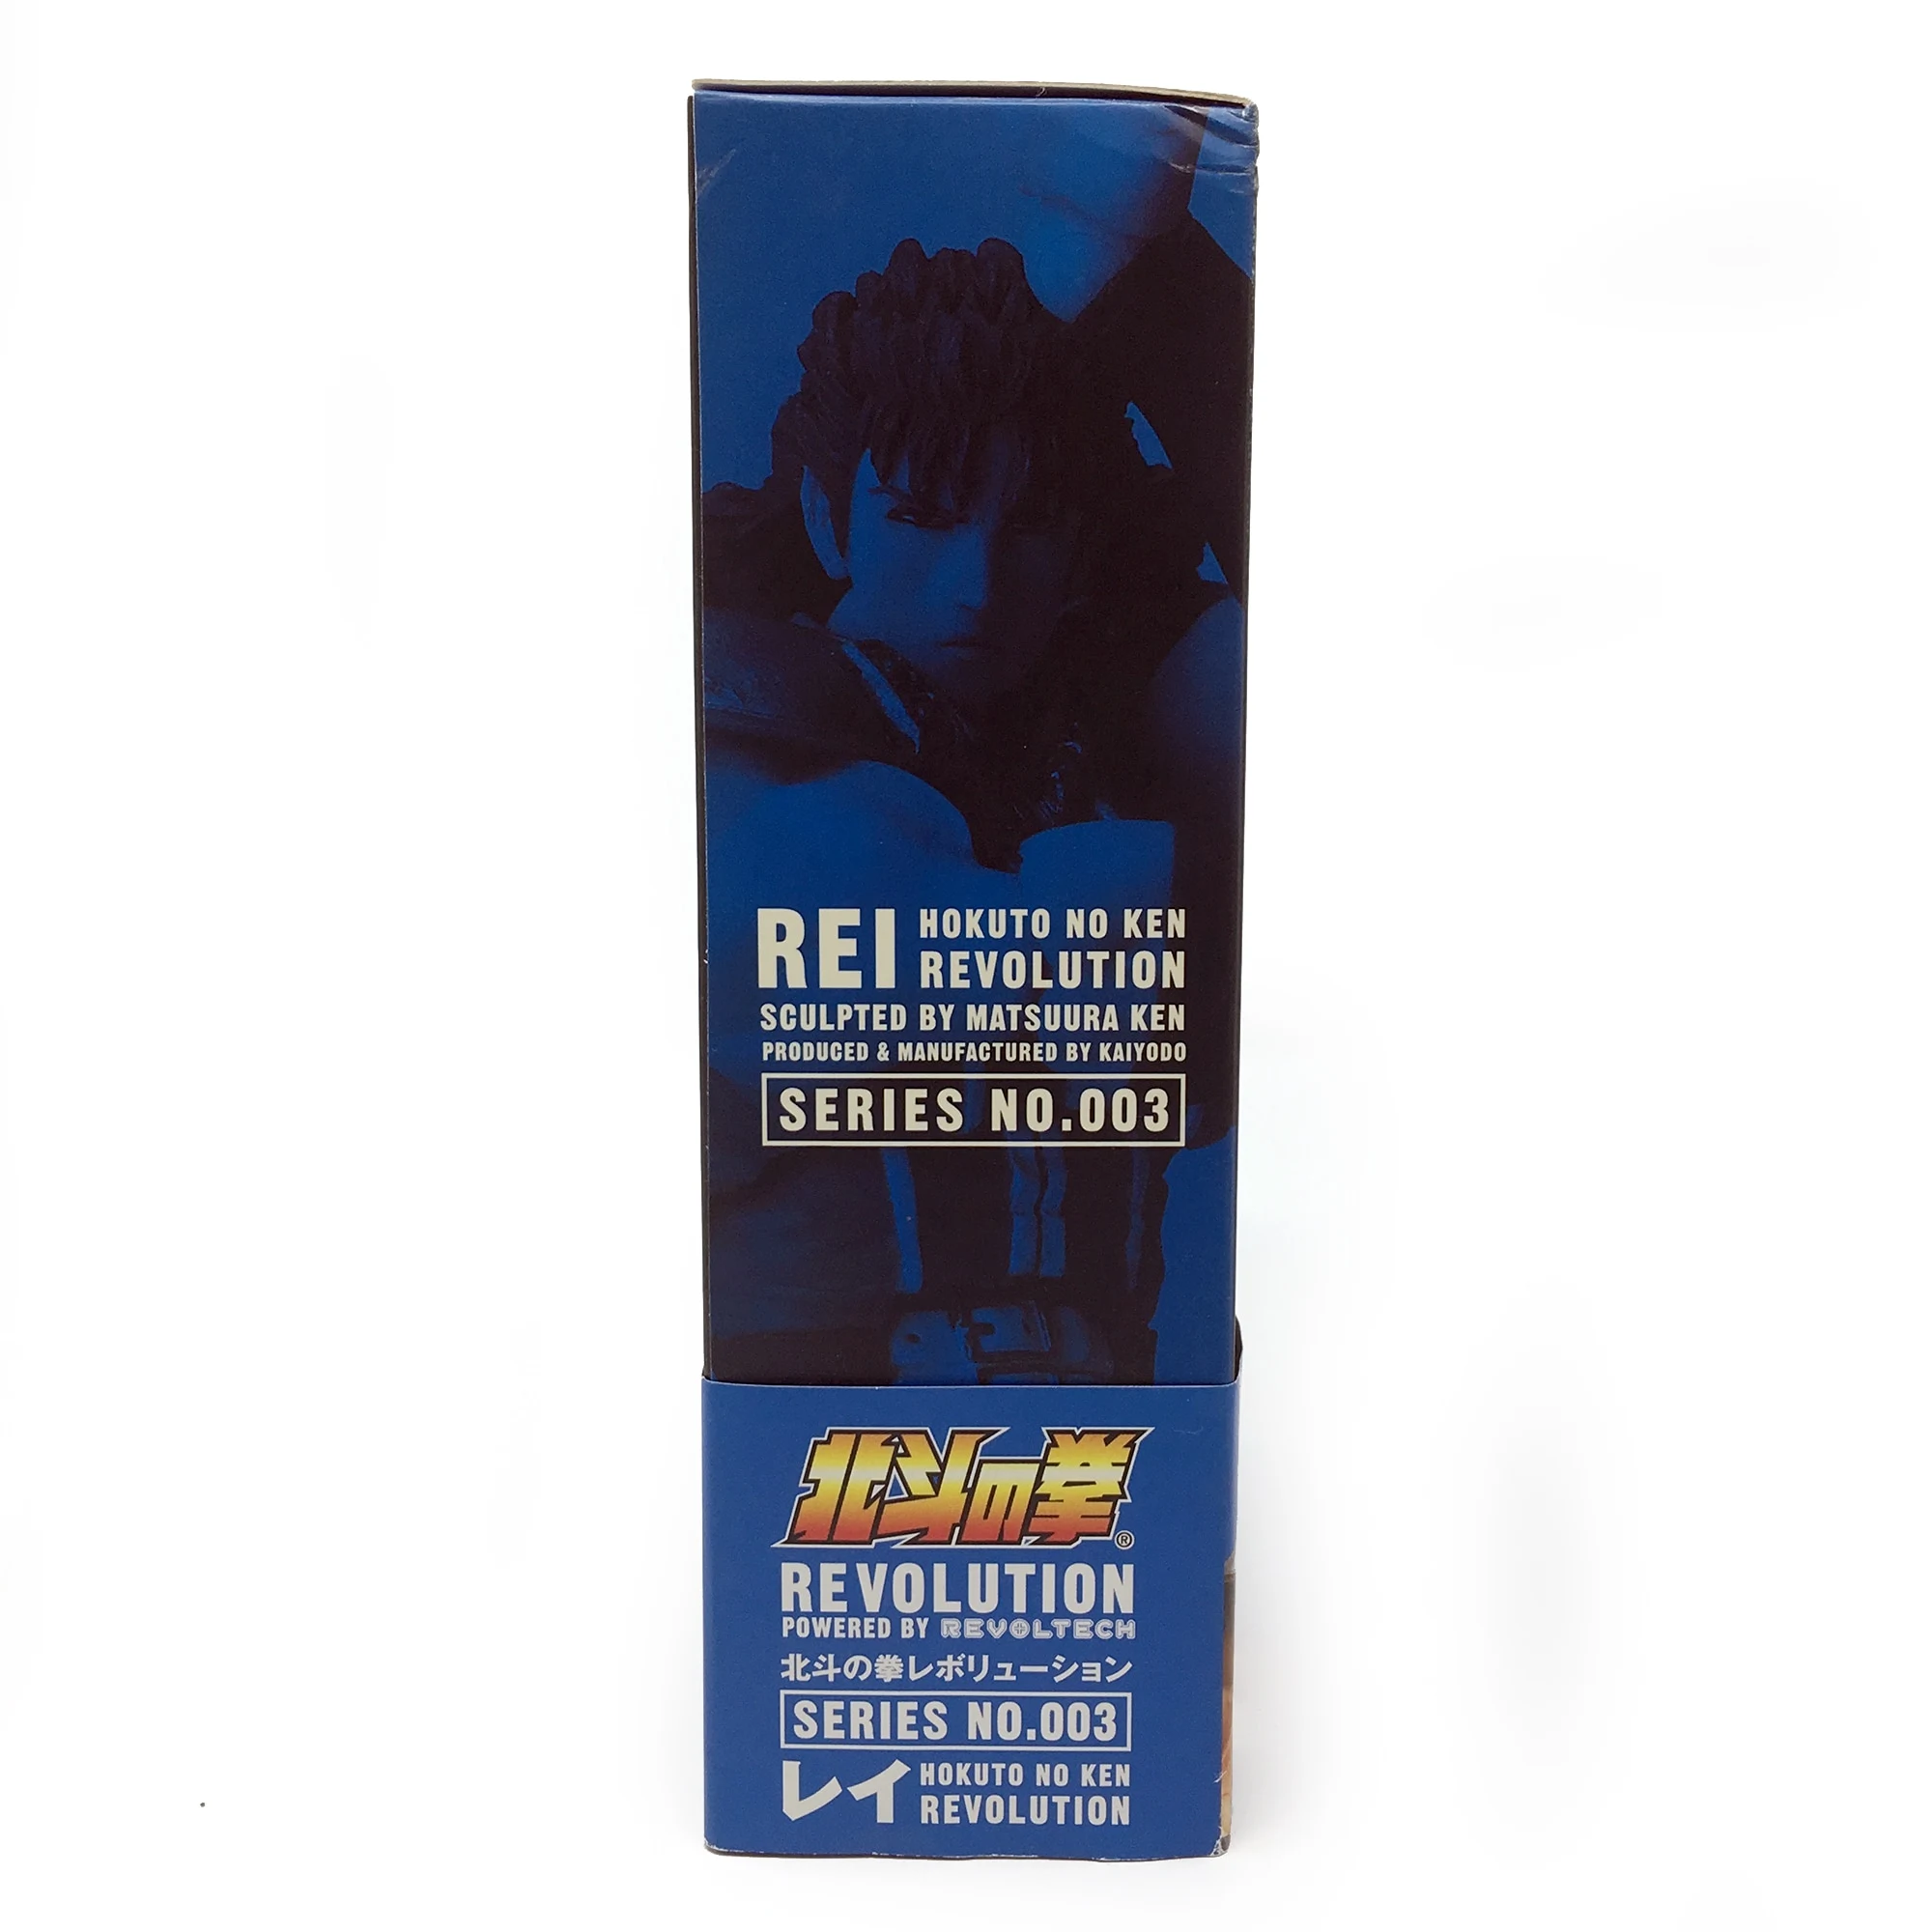 REI HOKUTO NO KEN
REVOLUTION
SCULPTED BY MATSUURA KEN
PRODUCED & MANUFACTURED BY KAIYODO
SERIES NO.003
北斗の拳®
REVOLUTION
POWERED BY REVOLTECH
北斗の拳レボリューション
SERIES NO.003
レイ HOKUTO NO KEN
REVOLUTION